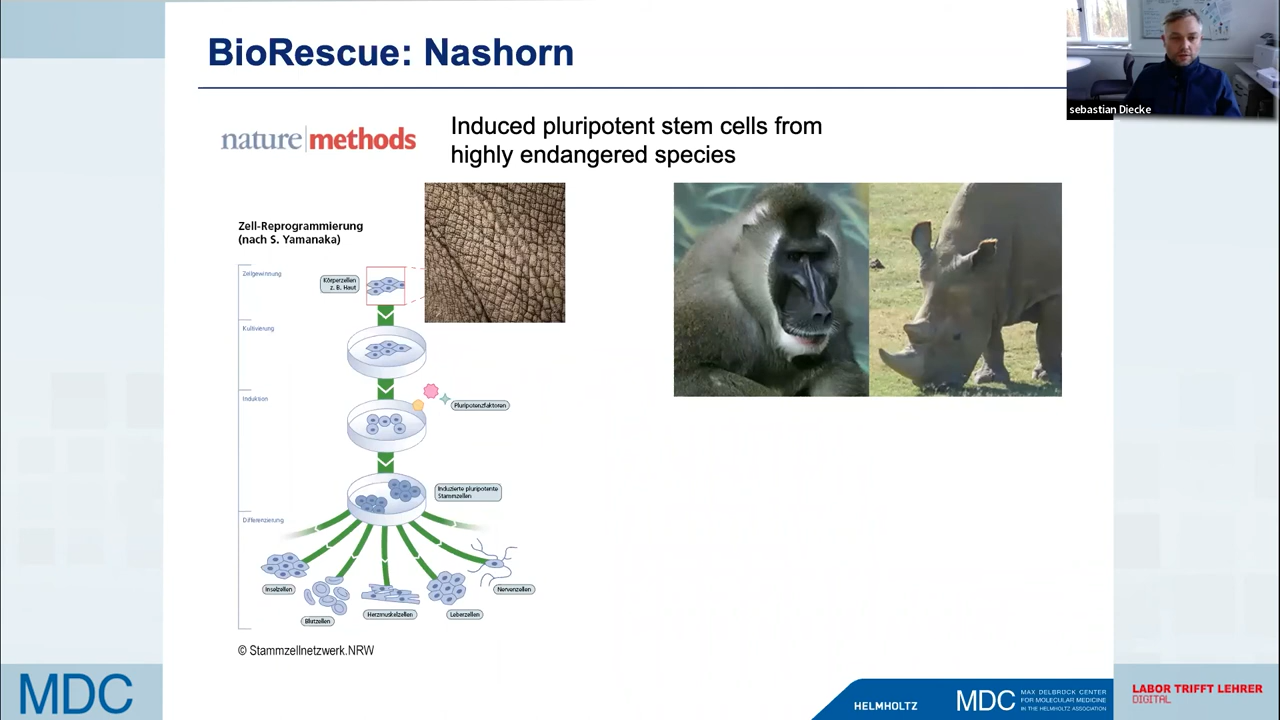 BioRescue: Nashorn
sebastian Diecke
nature|methods
Induced pluripotent stem cells from
highly endangered species
Zell-Reprogrammierung
(nach S. Yamanaka)
Zellgewinnung
Körperzellen
z. B. Haut
Kultivierung
Induktion
Pluripotenzfaktoren
Induzierte pluripotente
Stammzellen
Differenzierung
Inselzellen
Blutzellen
Herzmuskelzellen
Leberzellen
Nervenzellen
© Stammzellnetzwerk.NRW
MDC
HELMHOLTZ
MDC
MAX DELBRÜCK CENTER
FOR MOLECULAR MEDICINE
IN THE HELMHOLTZ ASSOCIATION
LABOR TRIFFT LEHRER
DIGITAL